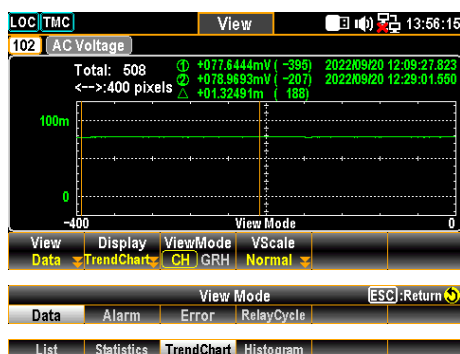 LOC TMC View 13:56:15
102 AC Voltage
Total: 508 ① +077.6444mV ( -395) 2022/09/20 12:09:27.823
<-->:400 pixels ② +078.9693mV ( -207) 2022/09/20 12:29:01.550
△ +01.32491m ( 188)
100m
0
-400 View Mode 0
View Display ViewMode VScale
Data TrendChart CH GRH Normal
View Mode ESC :Return
Data Alarm Error RelayCycle
List Statistics TrendChart Histogram